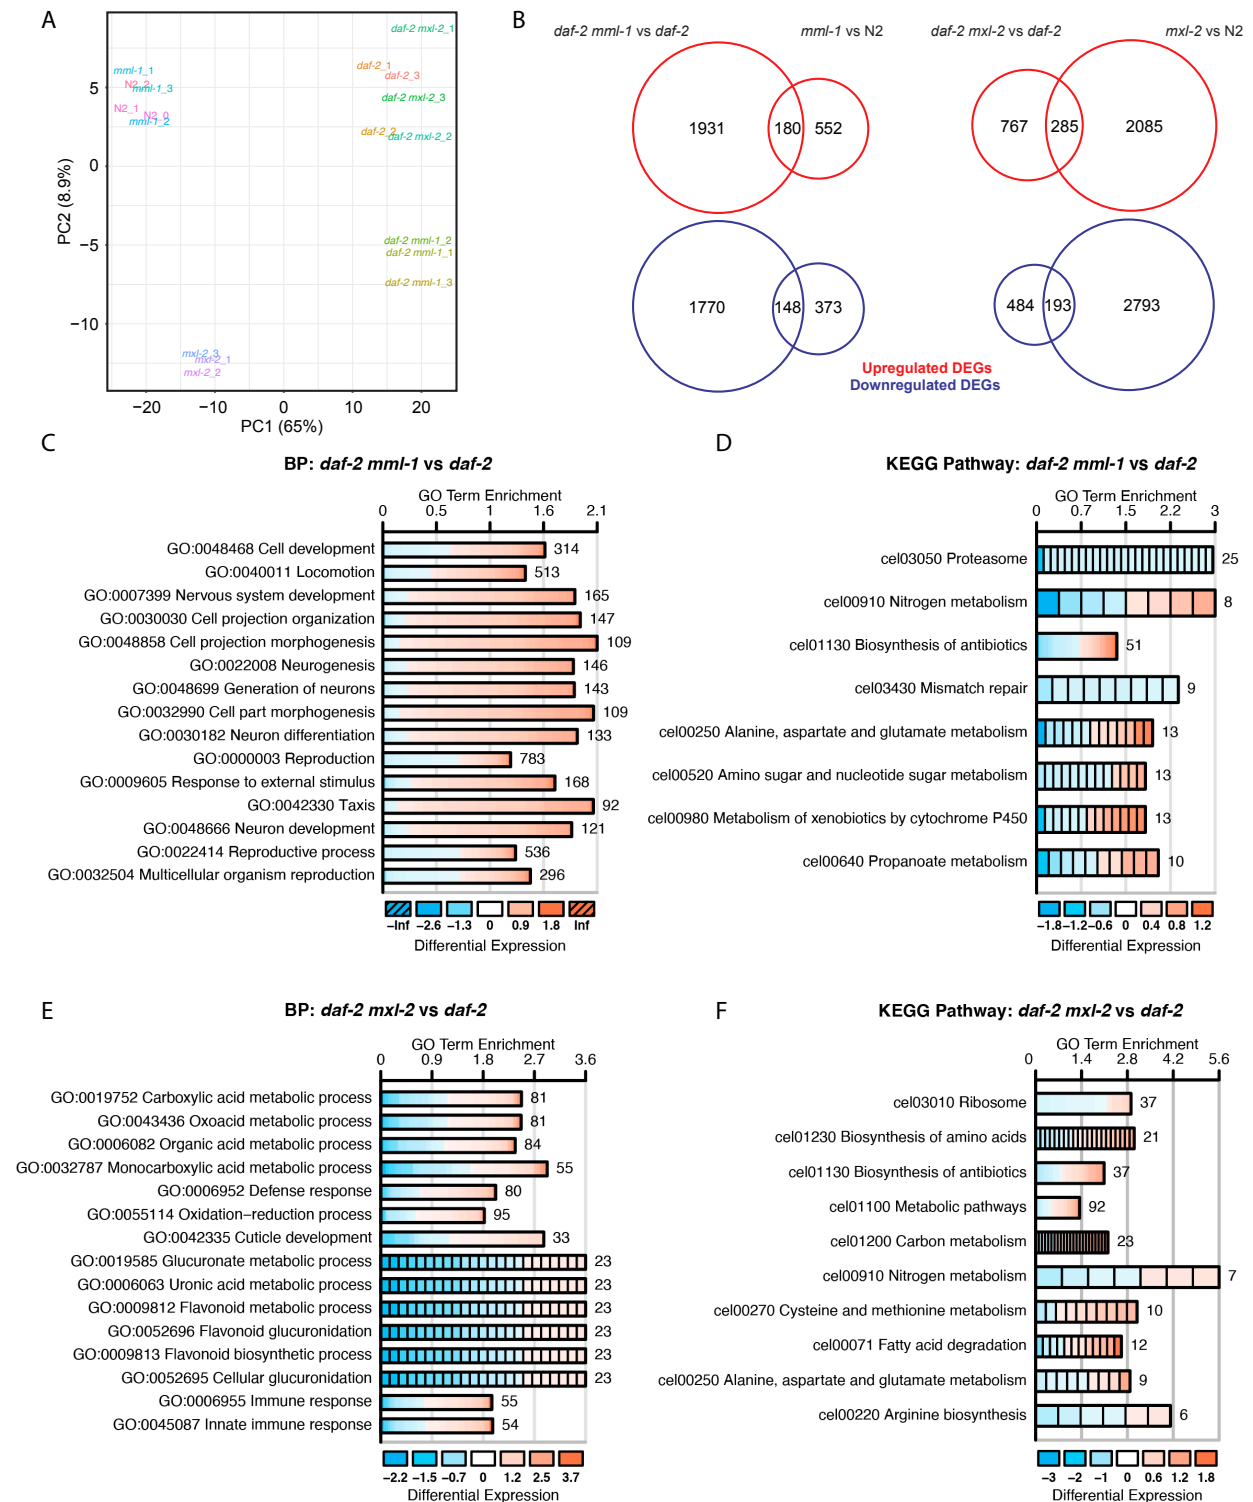 A
daf-2 mxl-2_1
daf-2_1
daf-2_3
daf-2 mxl-2_3
daf-2_2
daf-2 mxl-2_2
mml-1_1
N2_2
mml-1_3
N2_1
N2_0
mml-1_2
daf-2 mml-1_2
daf-2 mml-1_1
daf-2 mml-1_3
mxl-2_3
mxl-2_1
mxl-2_2
5
0
−5
−10
PC2 (8.9%)
−20 −10 0 10 20
PC1 (65%)
B
daf-2 mml-1 vs daf-2
mml-1 vs N2
daf-2 mxl-2 vs daf-2
mxl-2 vs N2
1931 180 552
767 285 2085
1770 148 373
484 193 2793
Upregulated DEGs
Downregulated DEGs
C
BP: daf-2 mml-1 vs daf-2
GO Term Enrichment
0 0.5 1 1.6 2.1
GO:0048468 Cell development 314
GO:0040011 Locomotion 513
GO:0007399 Nervous system development 165
GO:0030030 Cell projection organization 147
GO:0048858 Cell projection morphogenesis 109
GO:0022008 Neurogenesis 146
GO:0048699 Generation of neurons 143
GO:0032990 Cell part morphogenesis 109
GO:0030182 Neuron differentiation 133
GO:0000003 Reproduction 783
GO:0009605 Response to external stimulus 168
GO:0042330 Taxis 92
GO:0048666 Neuron development 121
GO:0022414 Reproductive process 536
GO:0032504 Multicellular organism reproduction 296
−Inf −2.6 −1.3 0 0.9 1.8 Inf
Differential Expression
D
KEGG Pathway: daf-2 mml-1 vs daf-2
GO Term Enrichment
0 0.7 1.5 2.2 3
cel03050 Proteasome 25
cel00910 Nitrogen metabolism 8
cel01130 Biosynthesis of antibiotics 51
cel03430 Mismatch repair 9
cel00250 Alanine, aspartate and glutamate metabolism 13
cel00520 Amino sugar and nucleotide sugar metabolism 13
cel00980 Metabolism of xenobiotics by cytochrome P450 13
cel00640 Propanoate metabolism 10
−1.8 −1.2 −0.6 0 0.4 0.8 1.2
Differential Expression
E
BP: daf-2 mxl-2 vs daf-2
GO Term Enrichment
0 0.9 1.8 2.7 3.6
GO:0019752 Carboxylic acid metabolic process 81
GO:0043436 Oxoacid metabolic process 81
GO:0006082 Organic acid metabolic process 84
GO:0032787 Monocarboxylic acid metabolic process 55
GO:0006952 Defense response 80
GO:0055114 Oxidation−reduction process 95
GO:0042335 Cuticle development 33
GO:0019585 Glucuronate metabolic process 23
GO:0006063 Uronic acid metabolic process 23
GO:0009812 Flavonoid metabolic process 23
GO:0052696 Flavonoid glucuronidation 23
GO:0009813 Flavonoid biosynthetic process 23
GO:0052695 Cellular glucuronidation 23
GO:0006955 Immune response 55
GO:0045087 Innate immune response 54
−2.2 −1.5 −0.7 0 1.2 2.5 3.7
Differential Expression
F
KEGG Pathway: daf-2 mxl-2 vs daf-2
GO Term Enrichment
0 1.4 2.8 4.2 5.6
cel03010 Ribosome 37
cel01230 Biosynthesis of amino acids 21
cel01130 Biosynthesis of antibiotics 37
cel01100 Metabolic pathways 92
cel01200 Carbon metabolism 23
cel00910 Nitrogen metabolism 7
cel00270 Cysteine and methionine metabolism 10
cel00071 Fatty acid degradation 12
cel00250 Alanine, aspartate and glutamate metabolism 9
cel00220 Arginine biosynthesis 6
−3 −2 −1 0 0.6 1.2 1.8
Differential Expression